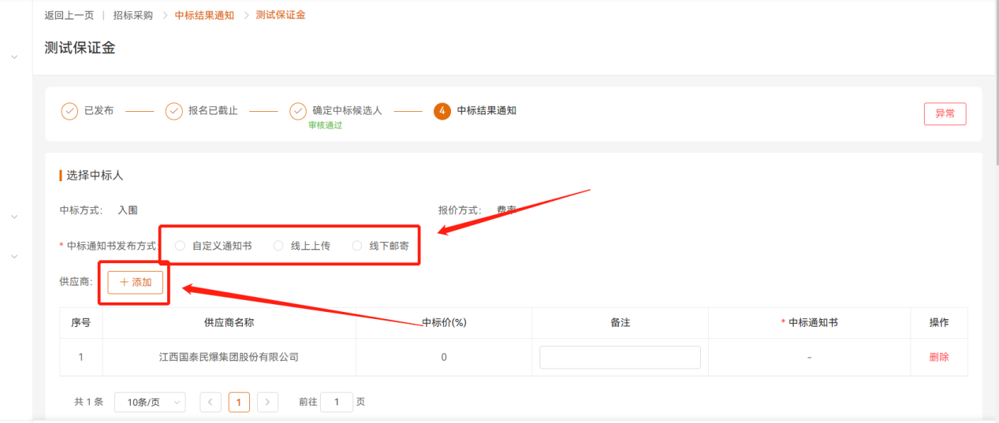 返回上一页 | 招标采购 > 中标结果通知 > 测试保证金
测试保证金
已发布 报名已截止 确定中标候选人 4 中标结果通知 异常
审核通过
选择中标人
中标方式: 入围 报价方式: 费率
* 中标通知书发布方式: 自定义通知书 线上上传 线下邮寄
供应商: + 添加
序号 供应商名称 中标价(%) 备注 * 中标通知书 操作
1 江西国泰民爆集团股份有限公司 0 - 删除
共 1 条 10条/页 < 1 > 前往 1 页